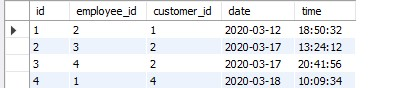 id employee_id customer_id date time
1 2 1 2020-03-12 18:50:32
2 3 2 2020-03-17 13:24:12
3 4 2 2020-03-17 20:41:56
4 1 4 2020-03-18 10:09:34